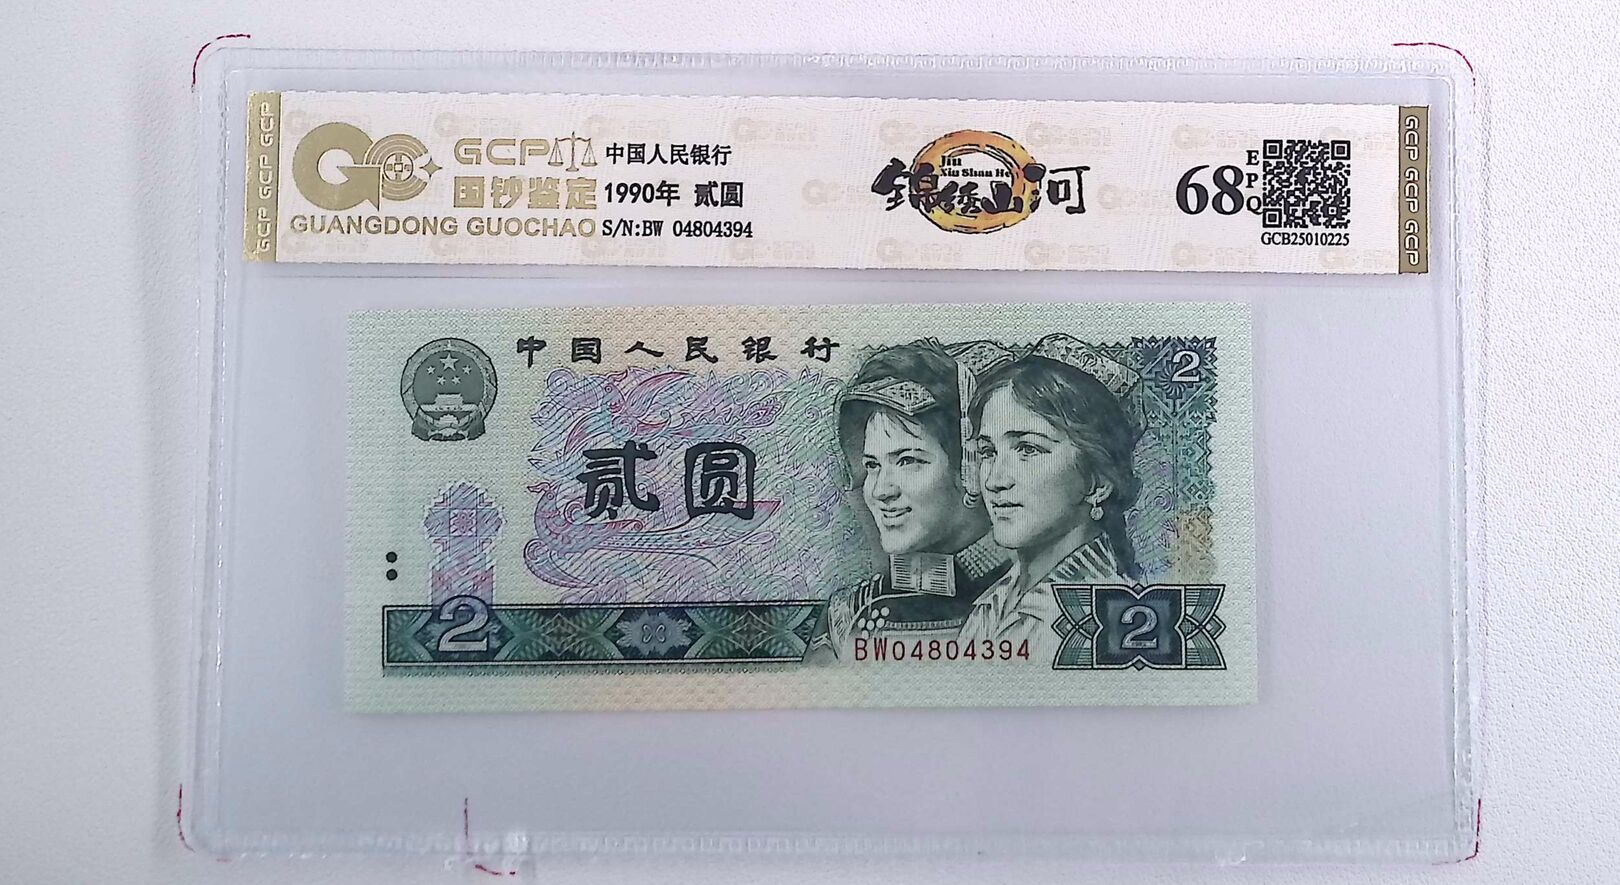 GCP GCP GCP
GCP
国钞鉴定
GUANGDONG GUOCHAO
中国人民银行
1990年 贰圆
S/N:BW 04804394
锦绣山河
Jin
Xiu Shan He
68
EPQ
GCB25010225
GCP GCP GCP
中国人民银行
2
贰圆
2
BW04804394
2